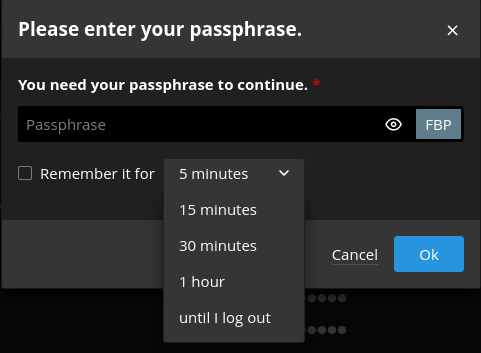 Please enter your passphrase.
You need your passphrase to continue. *
Passphrase FBP
Remember it for 5 minutes
15 minutes
30 minutes
Cancel Ok
1 hour
until I log out